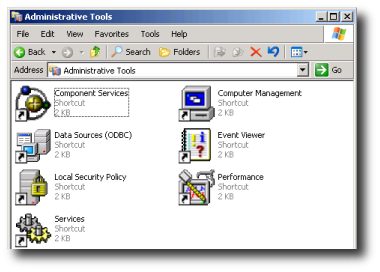 Administrative Tools
File Edit View Favorites Tools Help
Back Search Folders
Address Administrative Tools Go
Component Services
Shortcut
2 KB
Computer Management
Shortcut
2 KB
Data Sources (ODBC)
Shortcut
2 KB
Event Viewer
Shortcut
2 KB
Local Security Policy
Shortcut
2 KB
Performance
Shortcut
2 KB
Services
Shortcut
2 KB